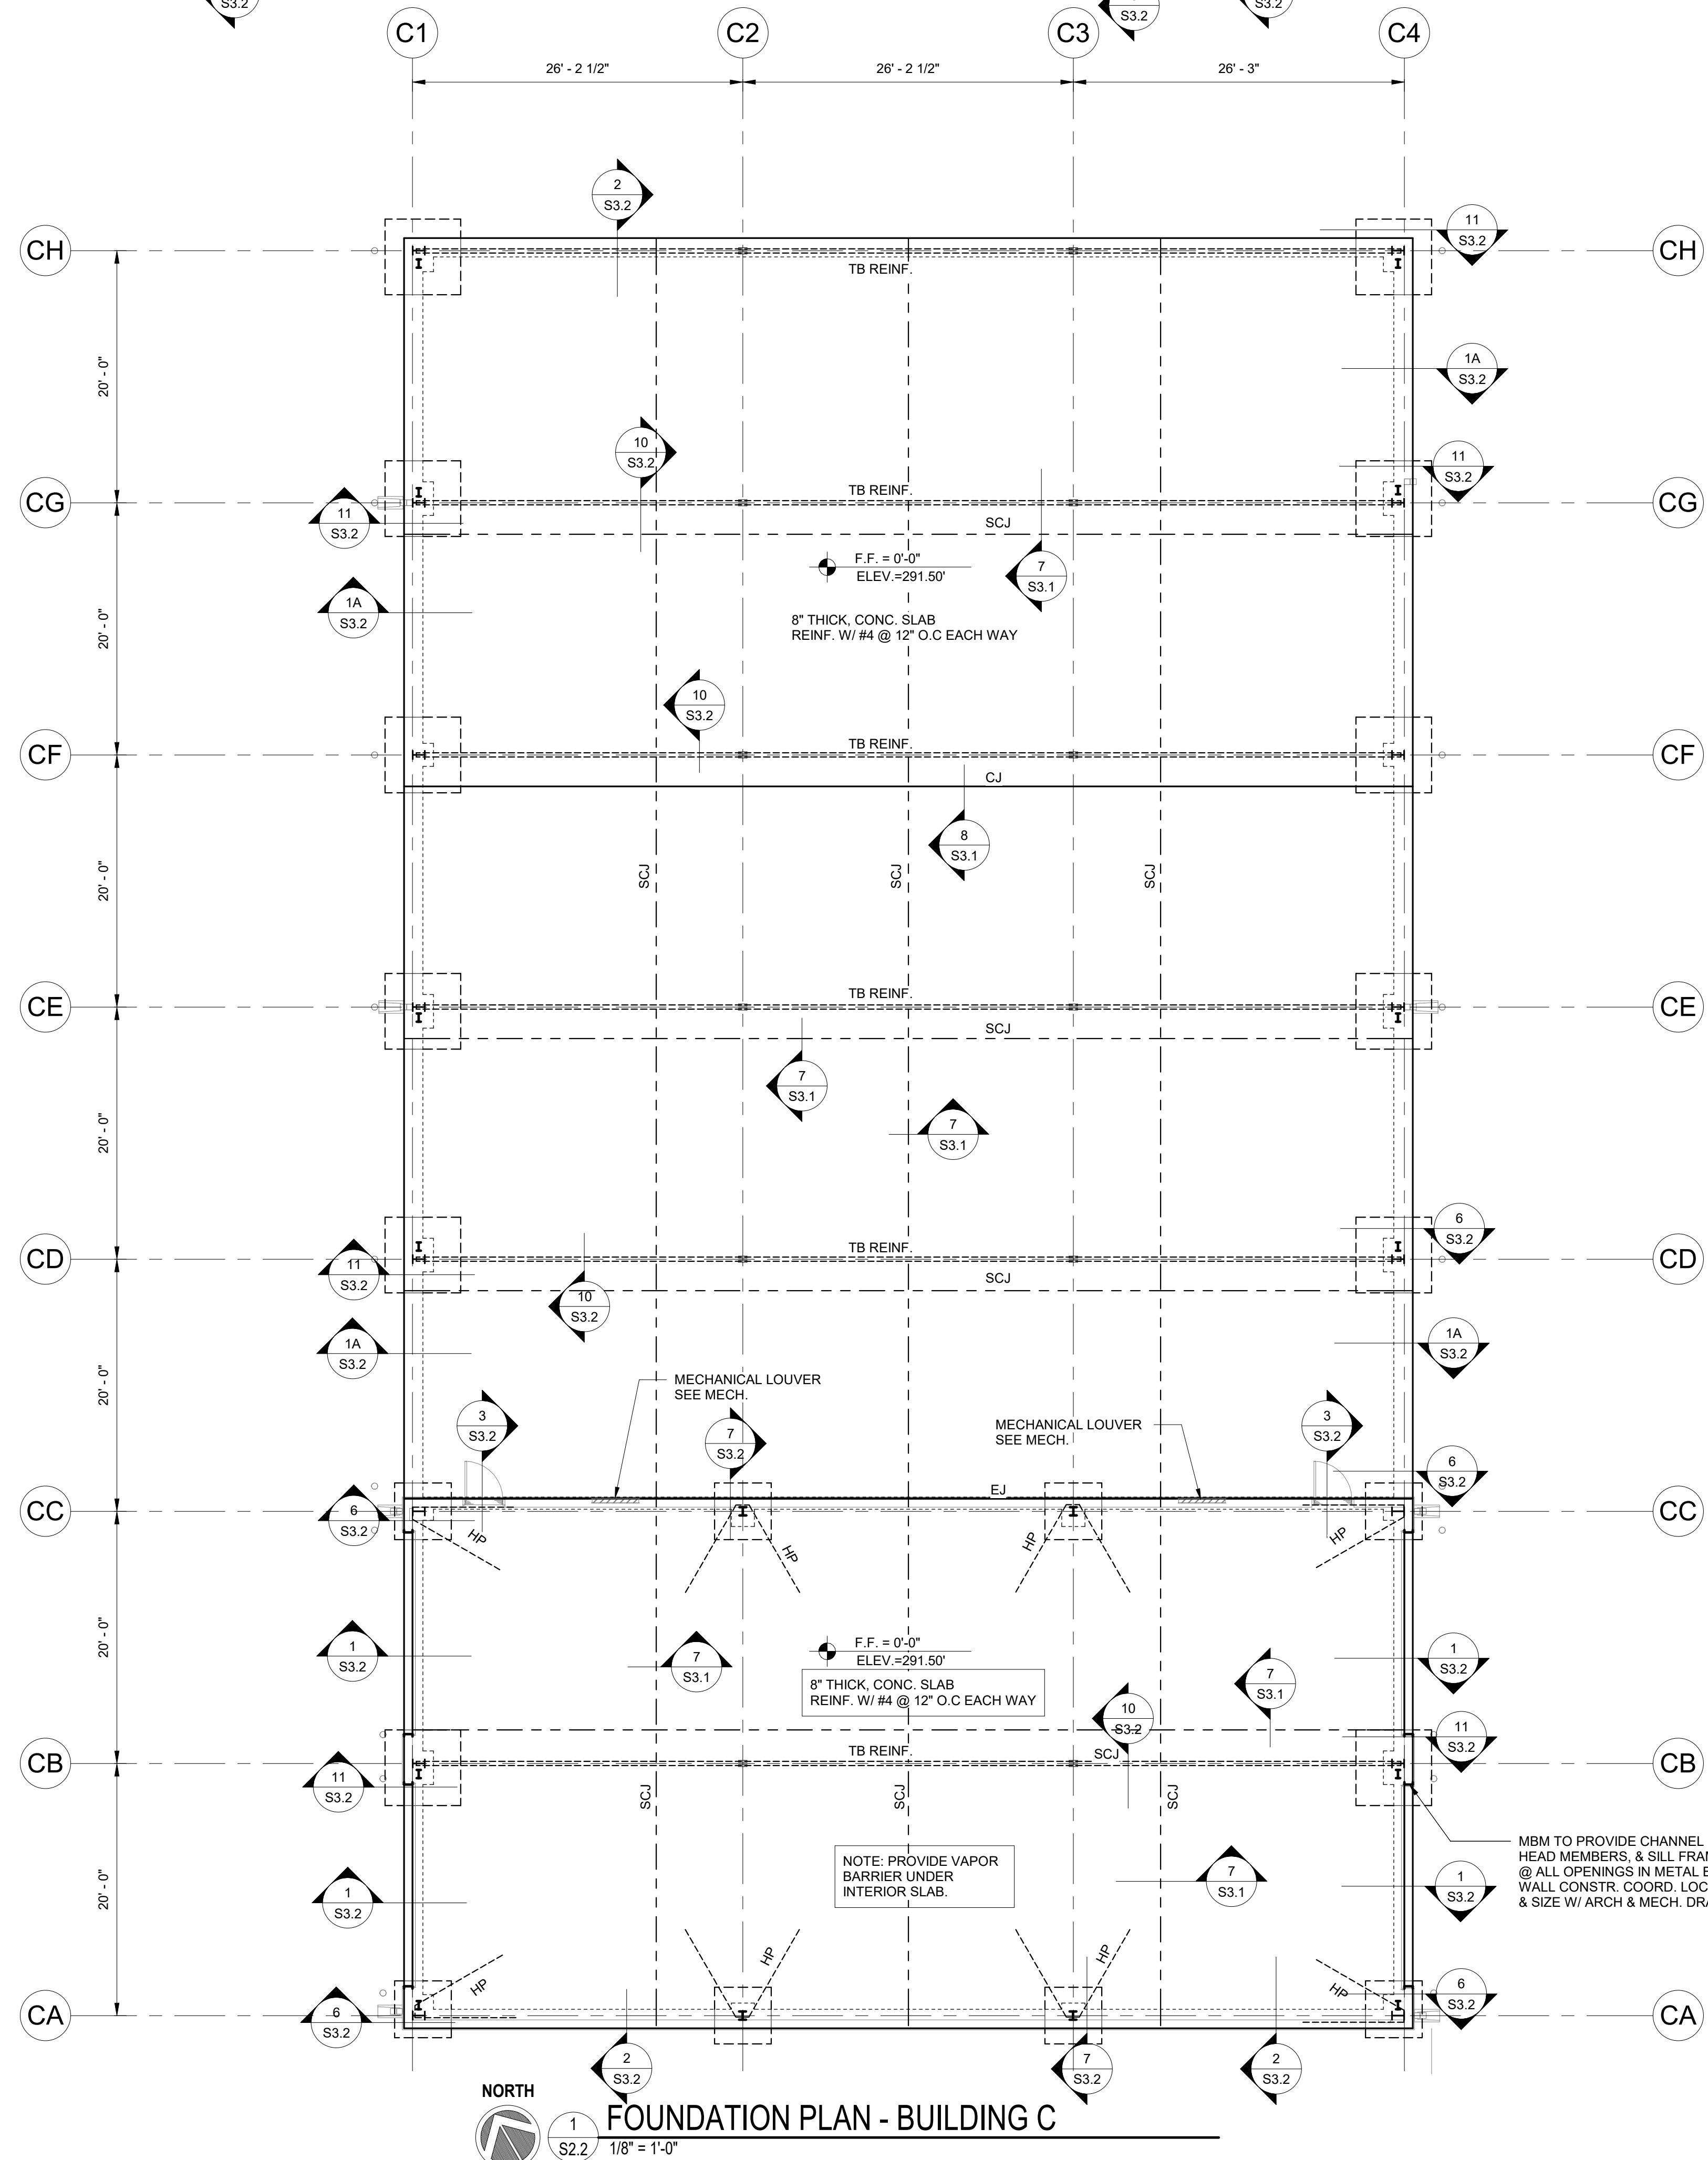 S3.2
S3.2
S3.2
C1
C2
C3
C4
26' - 2 1/2"
26' - 2 1/2"
26' - 3"
2
S3.2
CH
11
S3.2
CH
TB REINF.
20' - 0"
1A
S3.2
10
S3.2
11
S3.2
CG
TB REINF.
CG
11
S3.2
SCJ
F.F. = 0'-0"
ELEV.=291.50'
7
S3.1
1A
S3.2
20' - 0"
8" THICK, CONC. SLAB
REINF. W/ #4 @ 12" O.C EACH WAY
10
S3.2
CF
TB REINF.
CF
CJ
8
S3.1
20' - 0"
SCJ
SCJ
SCJ
CE
TB REINF.
CE
SCJ
7
S3.1
7
S3.1
20' - 0"
6
S3.2
CD
TB REINF.
CD
11
S3.2
SCJ
10
S3.2
1A
S3.2
1A
S3.2
20' - 0"
MECHANICAL LOUVER
SEE MECH.
3
S3.2
7
S3.2
MECHANICAL LOUVER
SEE MECH.
3
S3.2
6
S3.2
EJ
CC
CC
6
S3.2
HP
HP
HP
HP
20' - 0"
1
S3.2
7
S3.1
F.F. = 0'-0"
ELEV.=291.50'
1
S3.2
7
S3.1
8" THICK, CONC. SLAB
REINF. W/ #4 @ 12" O.C EACH WAY
10
S3.2
11
S3.2
CB
TB REINF.
SCJ
CB
11
S3.2
SCJ
SCJ
SCJ
20' - 0"
MBM TO PROVIDE CHANNEL
HEAD MEMBERS, & SILL FRA
@ ALL OPENINGS IN METAL
WALL CONSTR. COORD. LOC
& SIZE W/ ARCH & MECH. DRA
NOTE: PROVIDE VAPOR
BARRIER UNDER
INTERIOR SLAB.
7
S3.1
1
S3.2
1
S3.2
HP
HP
HP
HP
6
S3.2
CA
CA
6
S3.2
2
S3.2
7
S3.2
2
S3.2
NORTH
1
S2.2
FOUNDATION PLAN - BUILDING C
1/8" = 1'-0"